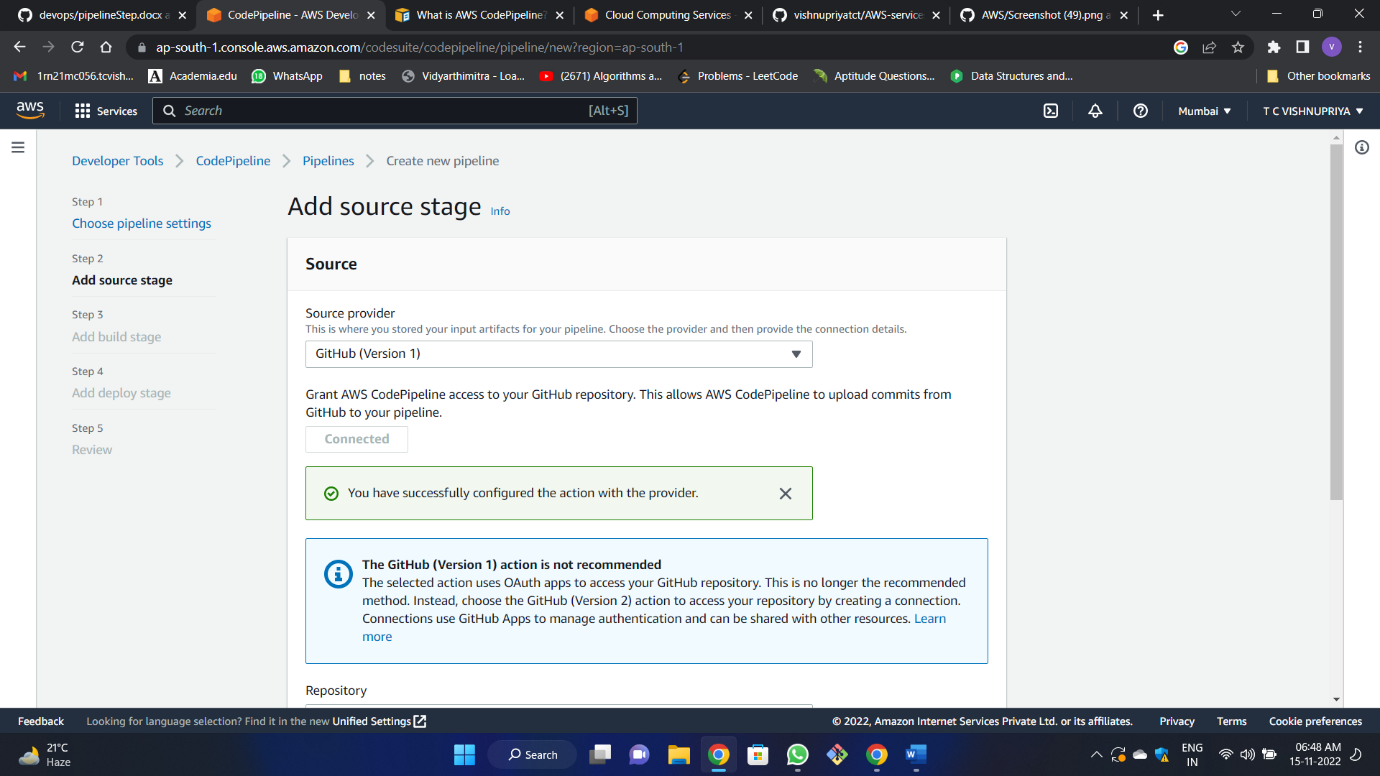 devops/pipelineStep.docx a
CodePipeline - AWS Develo
What is AWS CodePipeline?
Cloud Computing Services
vishnupriyatct/AWS-service
AWS/Screenshot (49).png a
ap-south-1.console.aws.amazon.com/codesuite/codepipeline/pipeline/new?region=ap-south-1
V
1rn21mc056.tcvish...
Academia.edu
WhatsApp
notes
Vidyarthimitra - Loa...
(2671) Algorithms a...
Problems - LeetCode
Aptitude Questions...
Data Structures and...
Other bookmarks
aws
Services
Search
[Alt+S]
Mumbai
T C VISHNUPRIYA
Developer Tools
CodePipeline
Pipelines
Create new pipeline
Step 1
Choose pipeline settings
Step 2
Add source stage
Step 3
Add build stage
Step 4
Add deploy stage
Step 5
Review
Add source stage Info
Source
Source provider
This is where you stored your input artifacts for your pipeline. Choose the provider and then provide the connection details.
GitHub (Version 1)
Grant AWS CodePipeline access to your GitHub repository. This allows AWS CodePipeline to upload commits from
GitHub to your pipeline.
Connected
You have successfully configured the action with the provider.
The GitHub (Version 1) action is not recommended
The selected action uses OAuth apps to access your GitHub repository. This is no longer the recommended
method. Instead, choose the GitHub (Version 2) action to access your repository by creating a connection.
Connections use GitHub Apps to manage authentication and can be shared with other resources. Learn
more
Repository
Feedback
Looking for language selection? Find it in the new Unified Settings
© 2022, Amazon Internet Services Private Ltd. or its affiliates.
Privacy
Terms
Cookie preferences
21°C
Haze
Search
ENG
IN
06:48 AM
15-11-2022